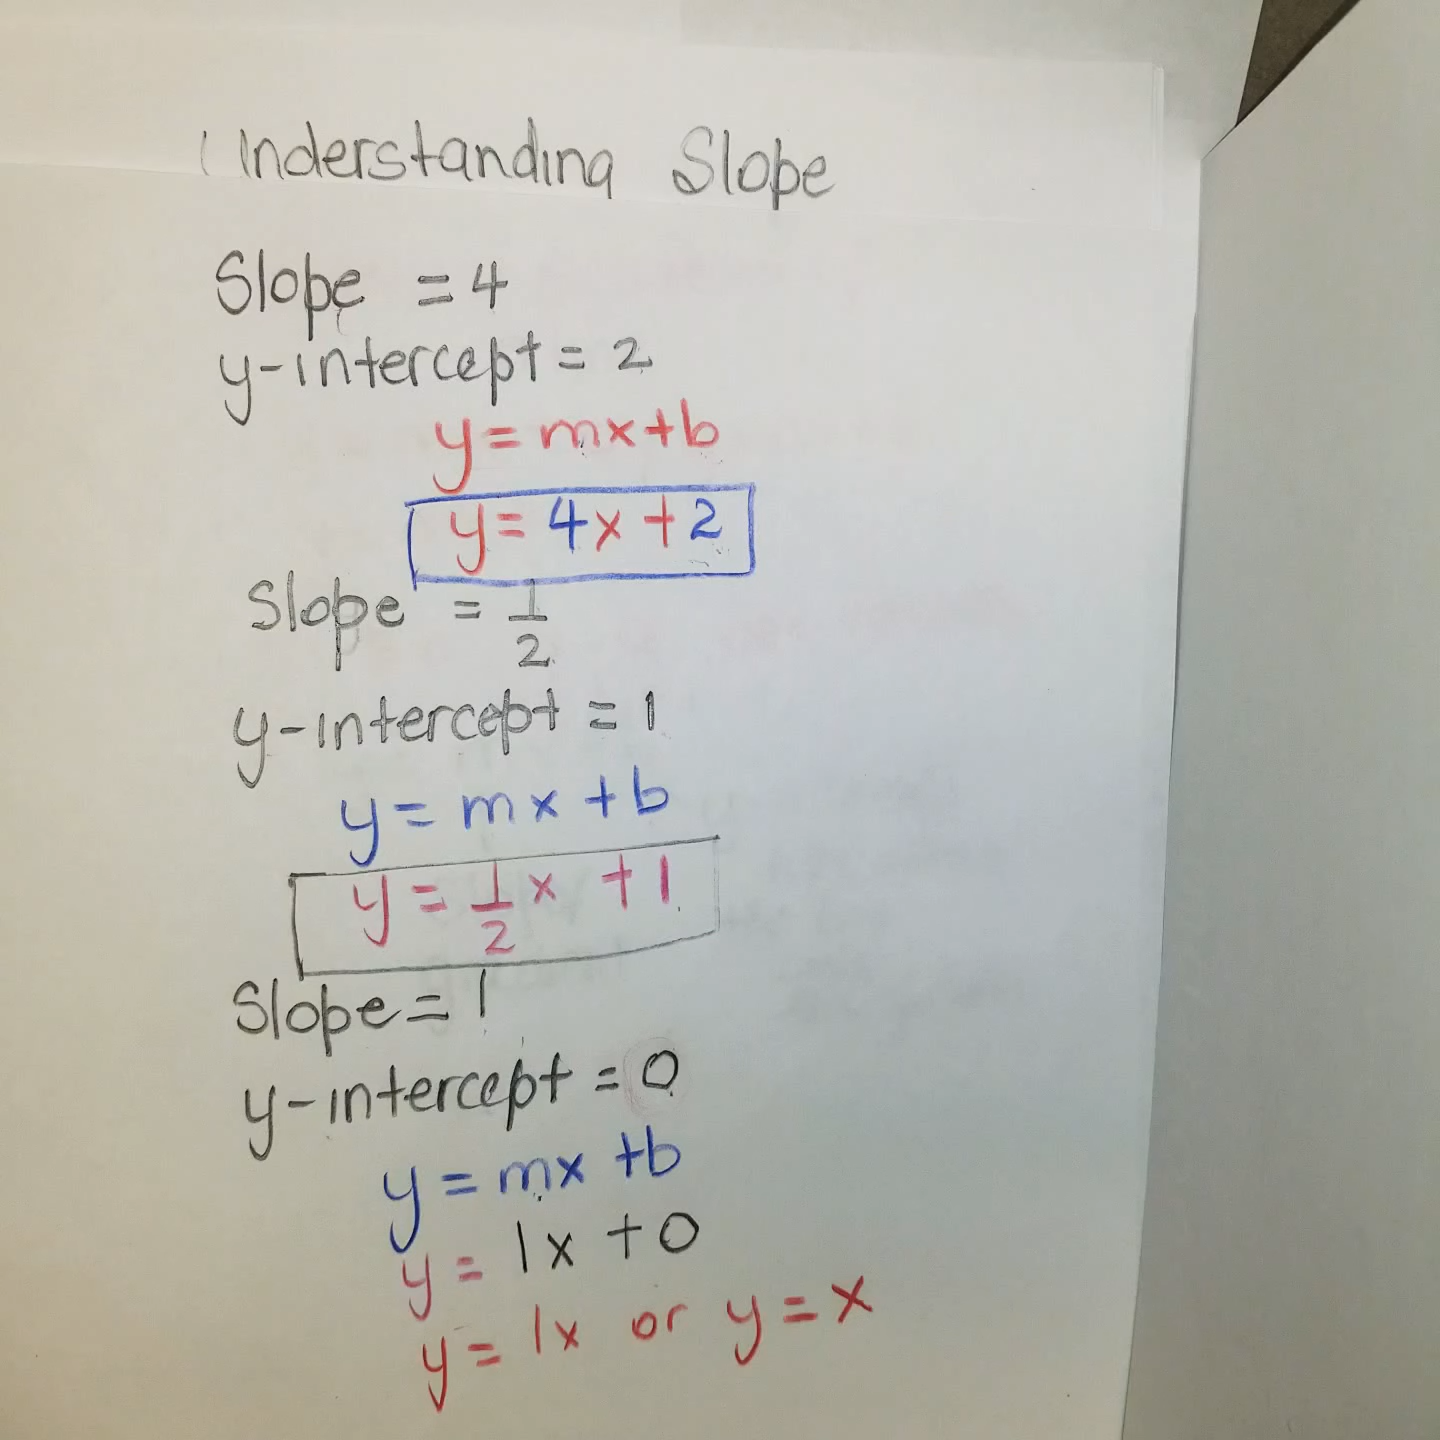 Understanding Slope
Slope = 4
y-intercept = 2
y = mx + b
y = 4x + 2
Slope = 1/2
y-intercept = 1
y = mx + b
y = 1/2 x + 1
Slope = 1
y-intercept = 0
y = mx + b
y = 1x + 0
y = 1x or y = x